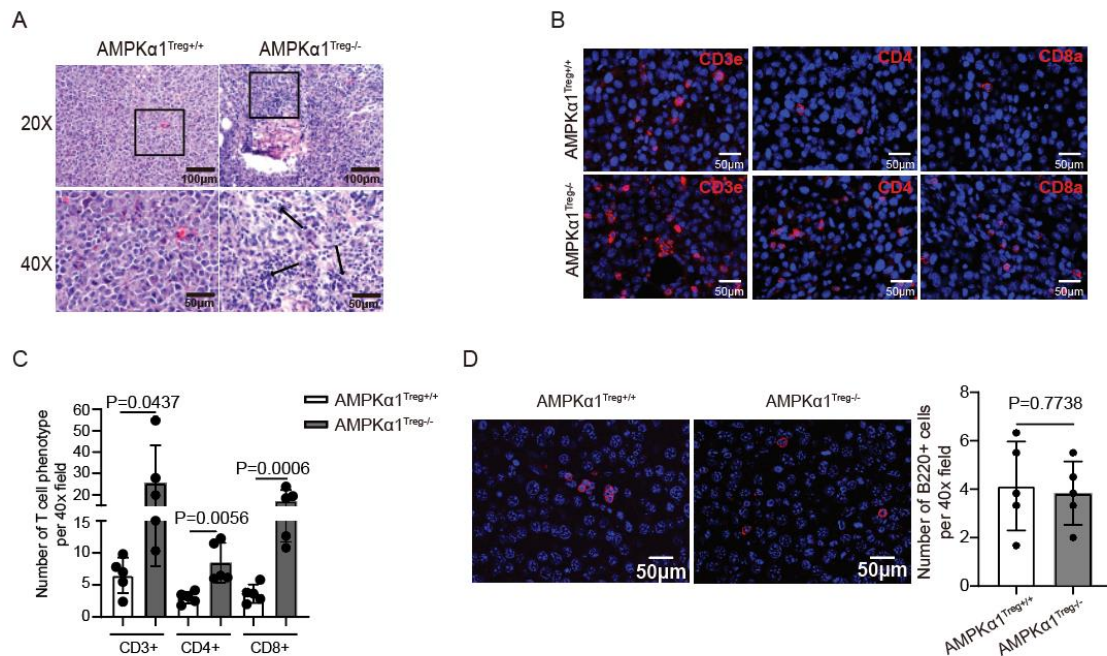 A
AMPKα1Treg+/+ AMPKα1Treg-/-
20X
100μm 100μm
40X
50μm 50μm
B
AMPKα1Treg+/+
CD3e CD4 CD8a
50μm 50μm 50μm
AMPKα1Treg-/-
CD3e CD4 CD8a
50μm 50μm 50μm
C
Number of T cell phenotype
per 40x field
60
50
40
30
20
10
5
0
P=0.0437
P=0.0056
P=0.0006
CD3+ CD4+ CD8+
AMPKα1Treg+/+
AMPKα1Treg-/-
D
AMPKα1Treg+/+ AMPKα1Treg-/-
50μm 50μm
Number of B220+ cells
per 40x field
8
6
4
2
0
P=0.7738
AMPKα1Treg+/+
AMPKα1Treg-/-